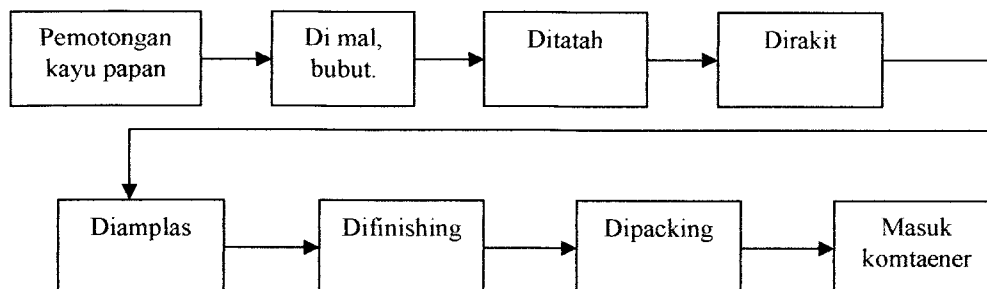 Pemotongan
kayu papan
Di mal,
bubut.
Ditatah
Dirakit
Diamplas
Difinishing
Dipacking
Masuk
komtaener